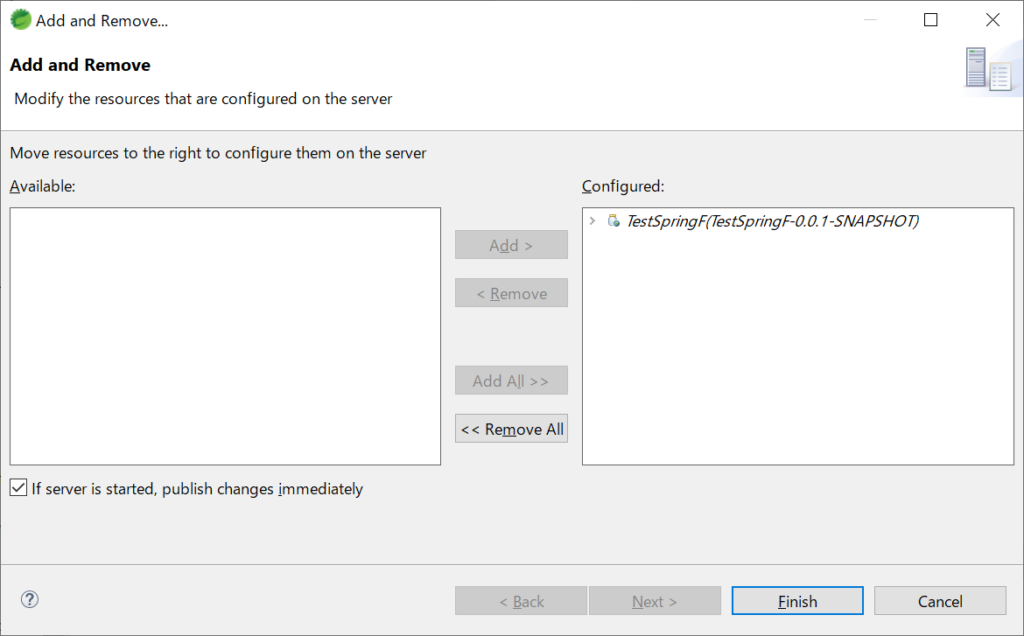 Add and Remove...
Add and Remove
Modify the resources that are configured on the server
Move resources to the right to configure them on the server
Available:
Configured:
TestSpringF(TestSpringF-0.0.1-SNAPSHOT)
Add >
< Remove
Add All >>
<< Remove All
If server is started, publish changes immediately
?
< Back
Next >
Finish
Cancel